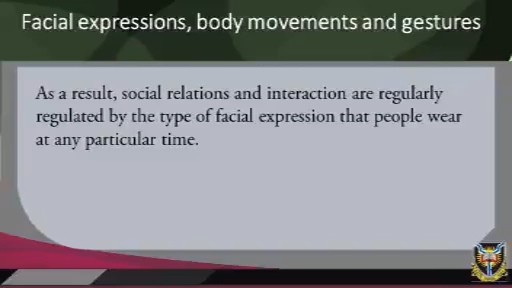 Facial expressions, body movements and gestures
As a result, social relations and interaction are regularly
regulated by the type of facial expression that people wear
at any particular time.